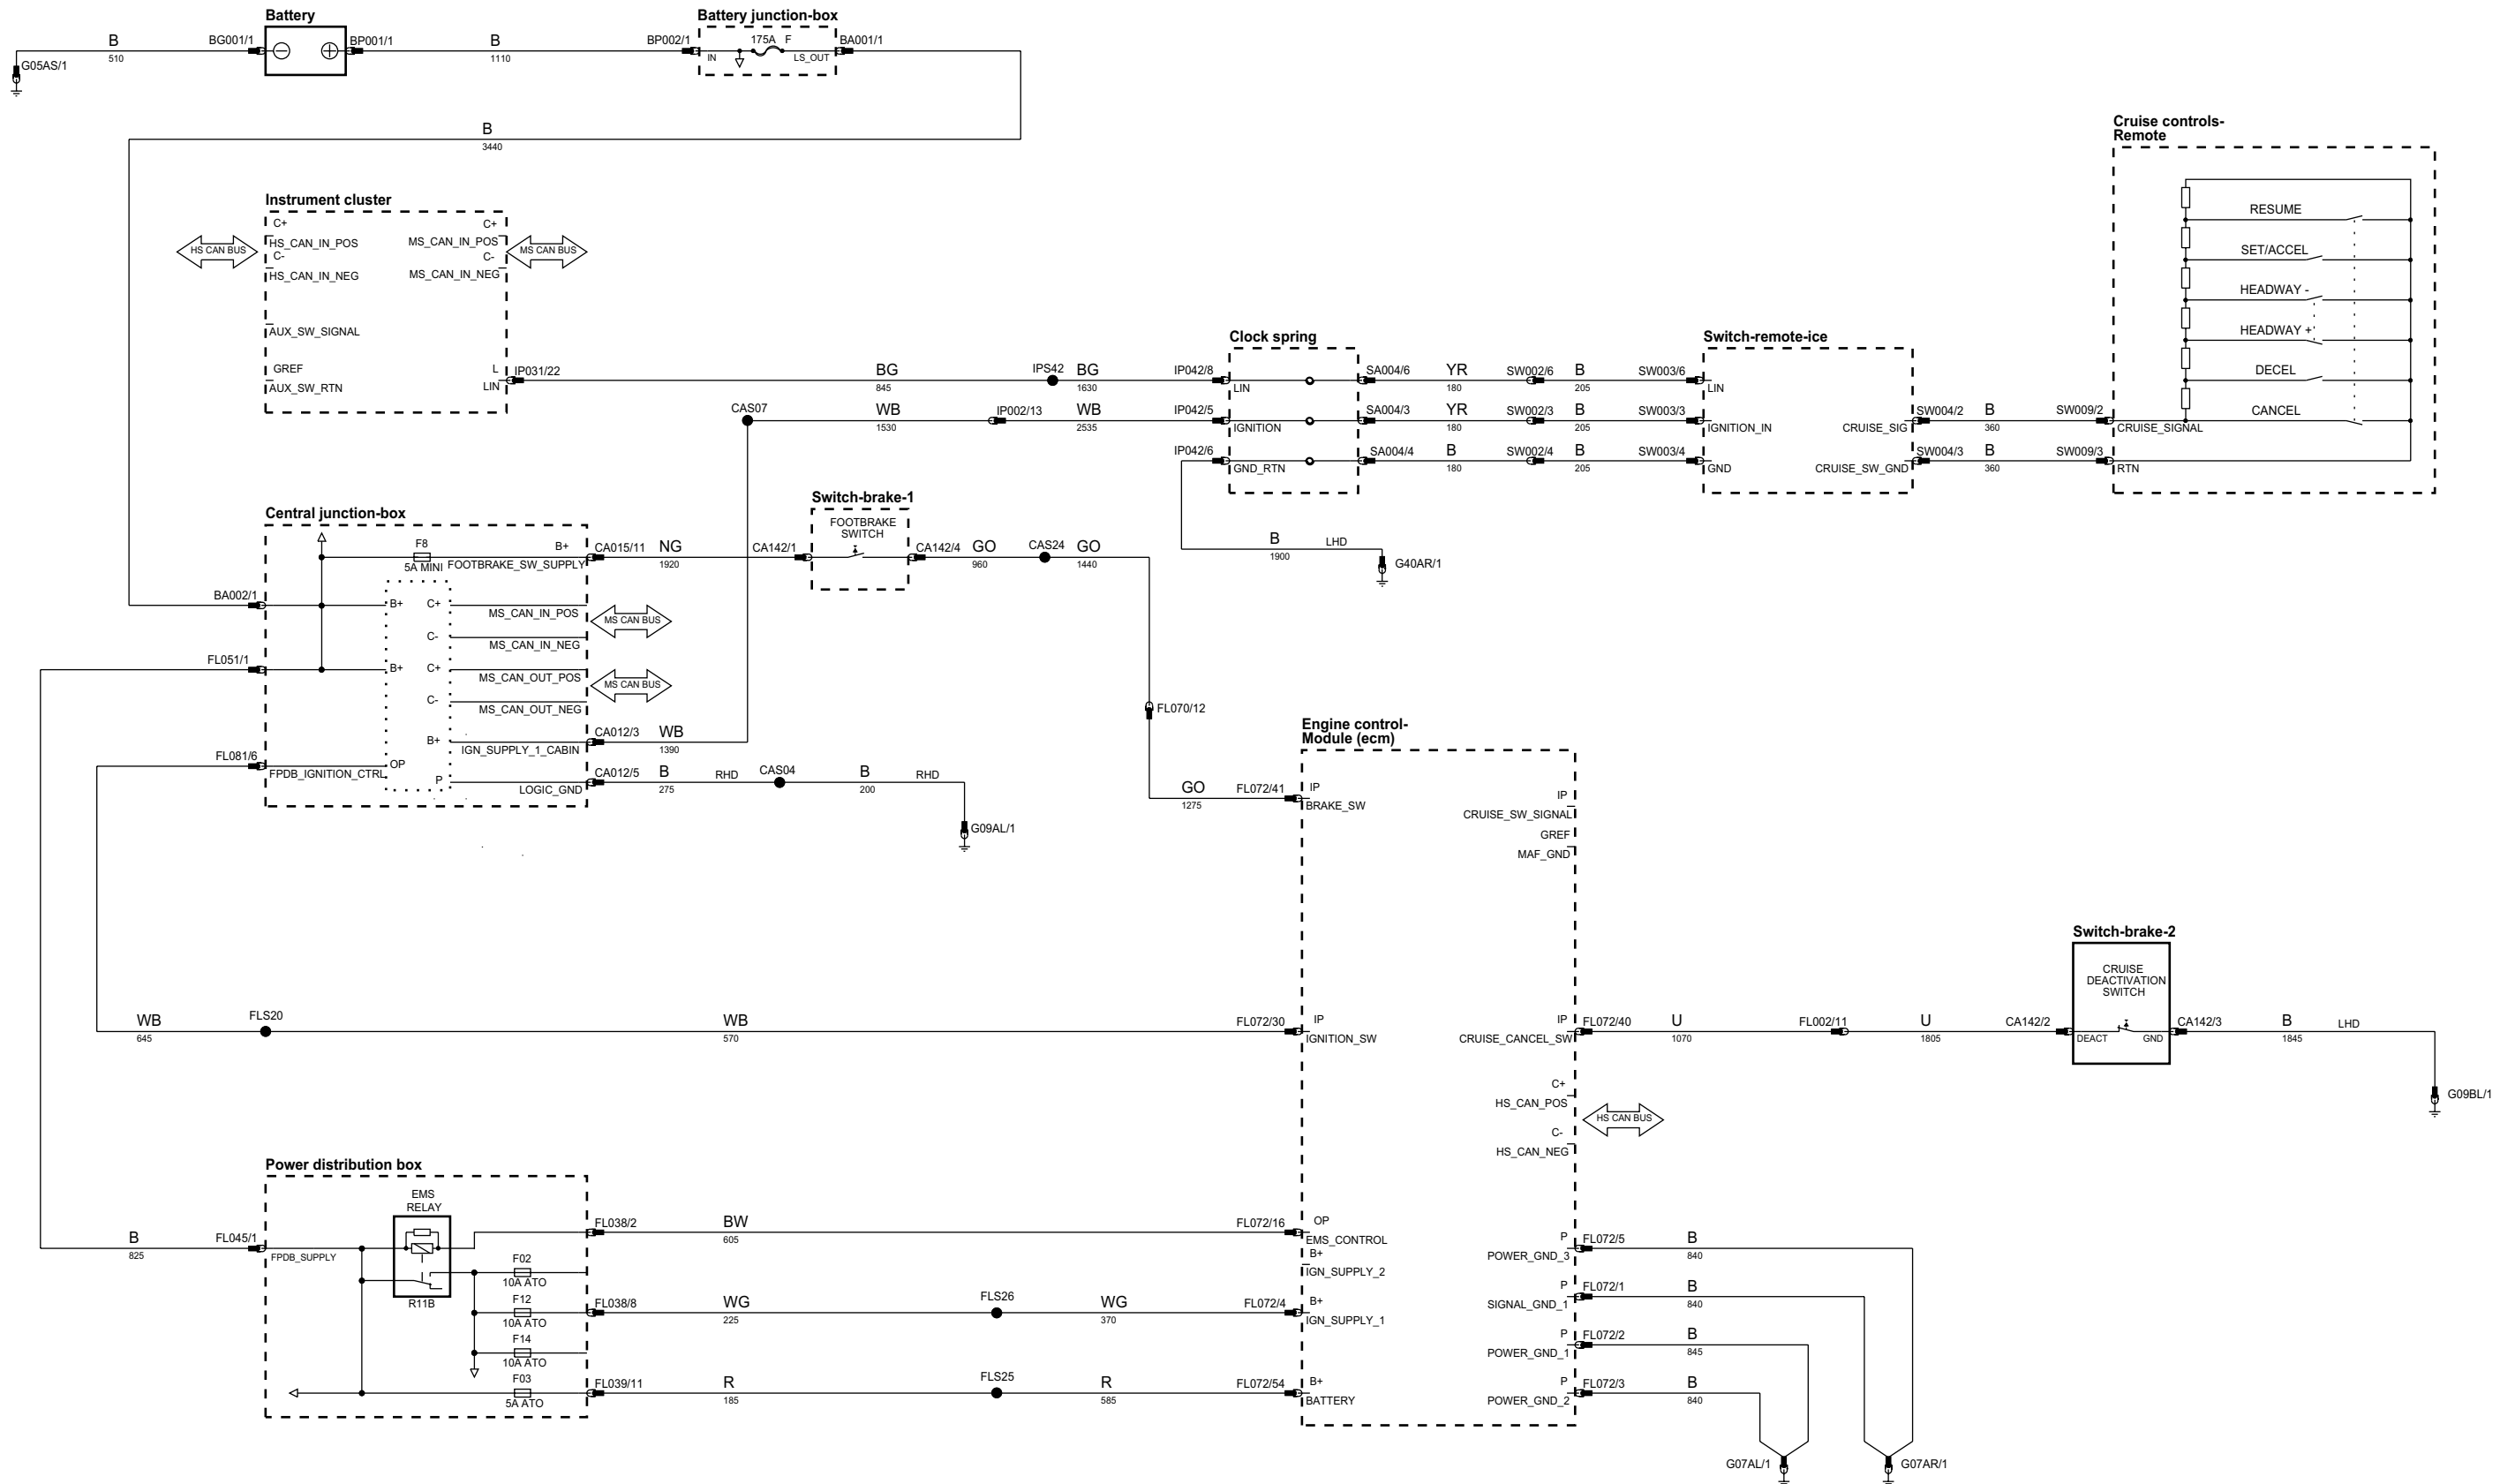 Battery
B
510
BG001/1
BP001/1
B
1110
G05AS/1
Battery junction-box
BP002/1
175A F
IN
LS_OUT
BA001/1
B
3440
Instrument cluster
C+
HS_CAN_IN_POS
C-
HS_CAN_IN_NEG
C+
MS_CAN_IN_POS
C-
MS_CAN_IN_NEG
HS CAN BUS
MS CAN BUS
AUX_SW_SIGNAL
GREF
AUX_SW_RTN
L
LIN
IP031/22
BG
845
IPS42
BG
1630
IP042/8
CAS07
WB
1530
IP002/13
WB
2535
IP042/5
IP042/6
Clock spring
LIN
IGNITION
GND_RTN
SA004/6
YR
180
SW002/6
B
205
SW003/6
SA004/3
YR
180
SW002/3
B
205
SW003/3
SA004/4
B
180
SW002/4
B
205
SW003/4
Switch-remote-ice
LIN
IGNITION_IN
GND
CRUISE_SIG
CRUISE_SW_GND
SW004/2
B
360
SW009/2
SW004/3
B
360
SW009/3
Cruise controls-
Remote
RESUME
SET/ACCEL
HEADWAY -
HEADWAY +
DECEL
CANCEL
CRUISE_SIGNAL
RTN
B
1900
LHD
G40AR/1
Central junction-box
F8
5A MINI
B+
FOOTBRAKE_SW_SUPPLY
CA015/11
NG
1920
CA142/1
Switch-brake-1
FOOTBRAKE
SWITCH
CA142/4
GO
960
CAS24
GO
1440
BA002/1
B+
C+
MS_CAN_IN_POS
C-
MS_CAN_IN_NEG
MS CAN BUS
FL051/1
B+
C+
MS_CAN_OUT_POS
C-
MS_CAN_OUT_NEG
MS CAN BUS
B+
IGN_SUPPLY_1_CABIN
CA012/3
WB
1390
FL081/6
FPDB_IGNITION_CTRL
OP
P
LOGIC_GND
CA012/5
B
275
RHD
CAS04
B
200
RHD
G09AL/1
FL070/12
GO
1275
FL072/41
Engine control-
Module (ecm)
IP
BRAKE_SW
IP
CRUISE_SW_SIGNAL
GREF
MAF_GND
WB
645
FLS20
WB
570
FL072/30
IP
IGNITION_SW
IP
CRUISE_CANCEL_SW
FL072/40
U
1070
FL002/11
U
1805
CA142/2
Switch-brake-2
CRUISE
DEACTIVATION
SWITCH
DEACT
GND
CA142/3
B
1845
LHD
G09BL/1
C+
HS_CAN_POS
C-
HS_CAN_NEG
HS CAN BUS
Power distribution box
EMS
RELAY
R11B
B
825
FL045/1
FPDB_SUPPLY
F02
10A ATO
F12
10A ATO
F14
10A ATO
F03
5A ATO
FL038/2
BW
605
FL072/16
OP
EMS_CONTROL
B+
IGN_SUPPLY_2
FL038/8
WG
225
FLS26
WG
370
FL072/4
B+
IGN_SUPPLY_1
FL039/11
R
185
FLS25
R
585
FL072/54
B+
BATTERY
P
POWER_GND_3
FL072/5
B
840
P
SIGNAL_GND_1
FL072/1
B
840
P
POWER_GND_1
FL072/2
B
845
P
POWER_GND_2
FL072/3
B
840
G07AL/1
G07AR/1